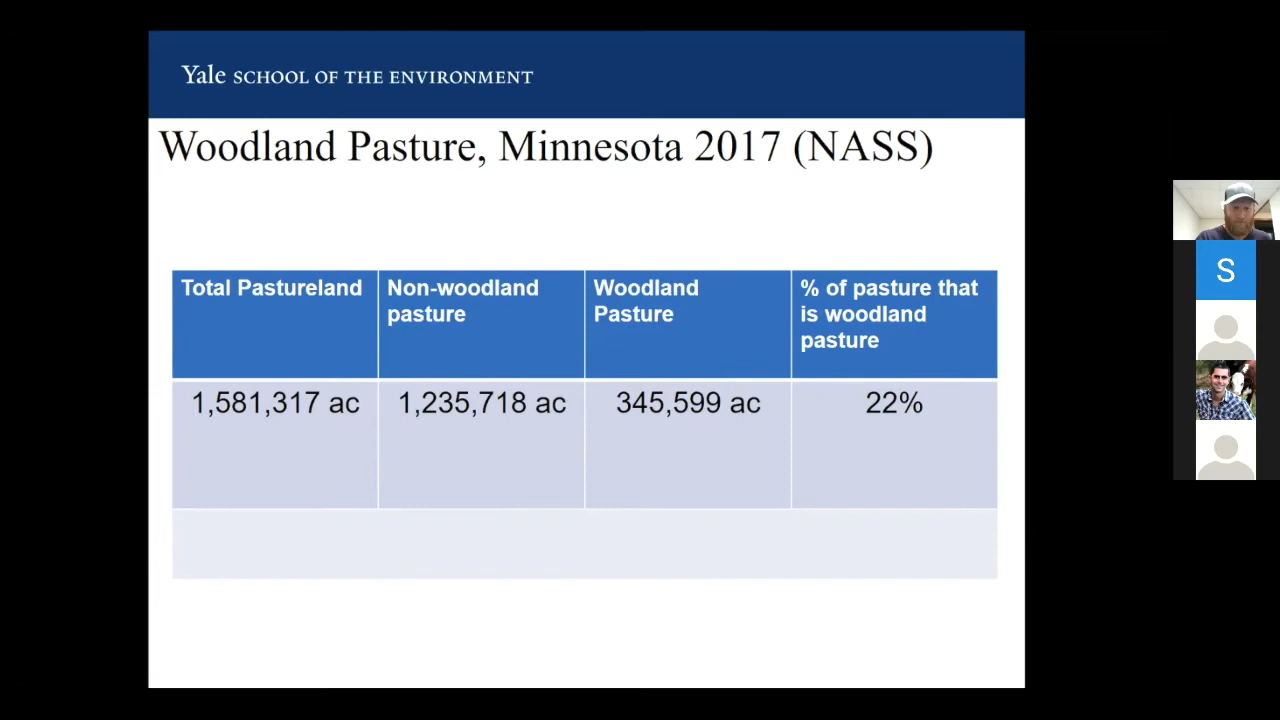 Yale SCHOOL OF THE ENVIRONMENT
Woodland Pasture, Minnesota 2017 (NASS)
Total Pastureland
Non-woodland
pasture
Woodland
Pasture
% of pasture that
is woodland
pasture
1,581,317 ac
1,235,718 ac
345,599 ac
22%
S